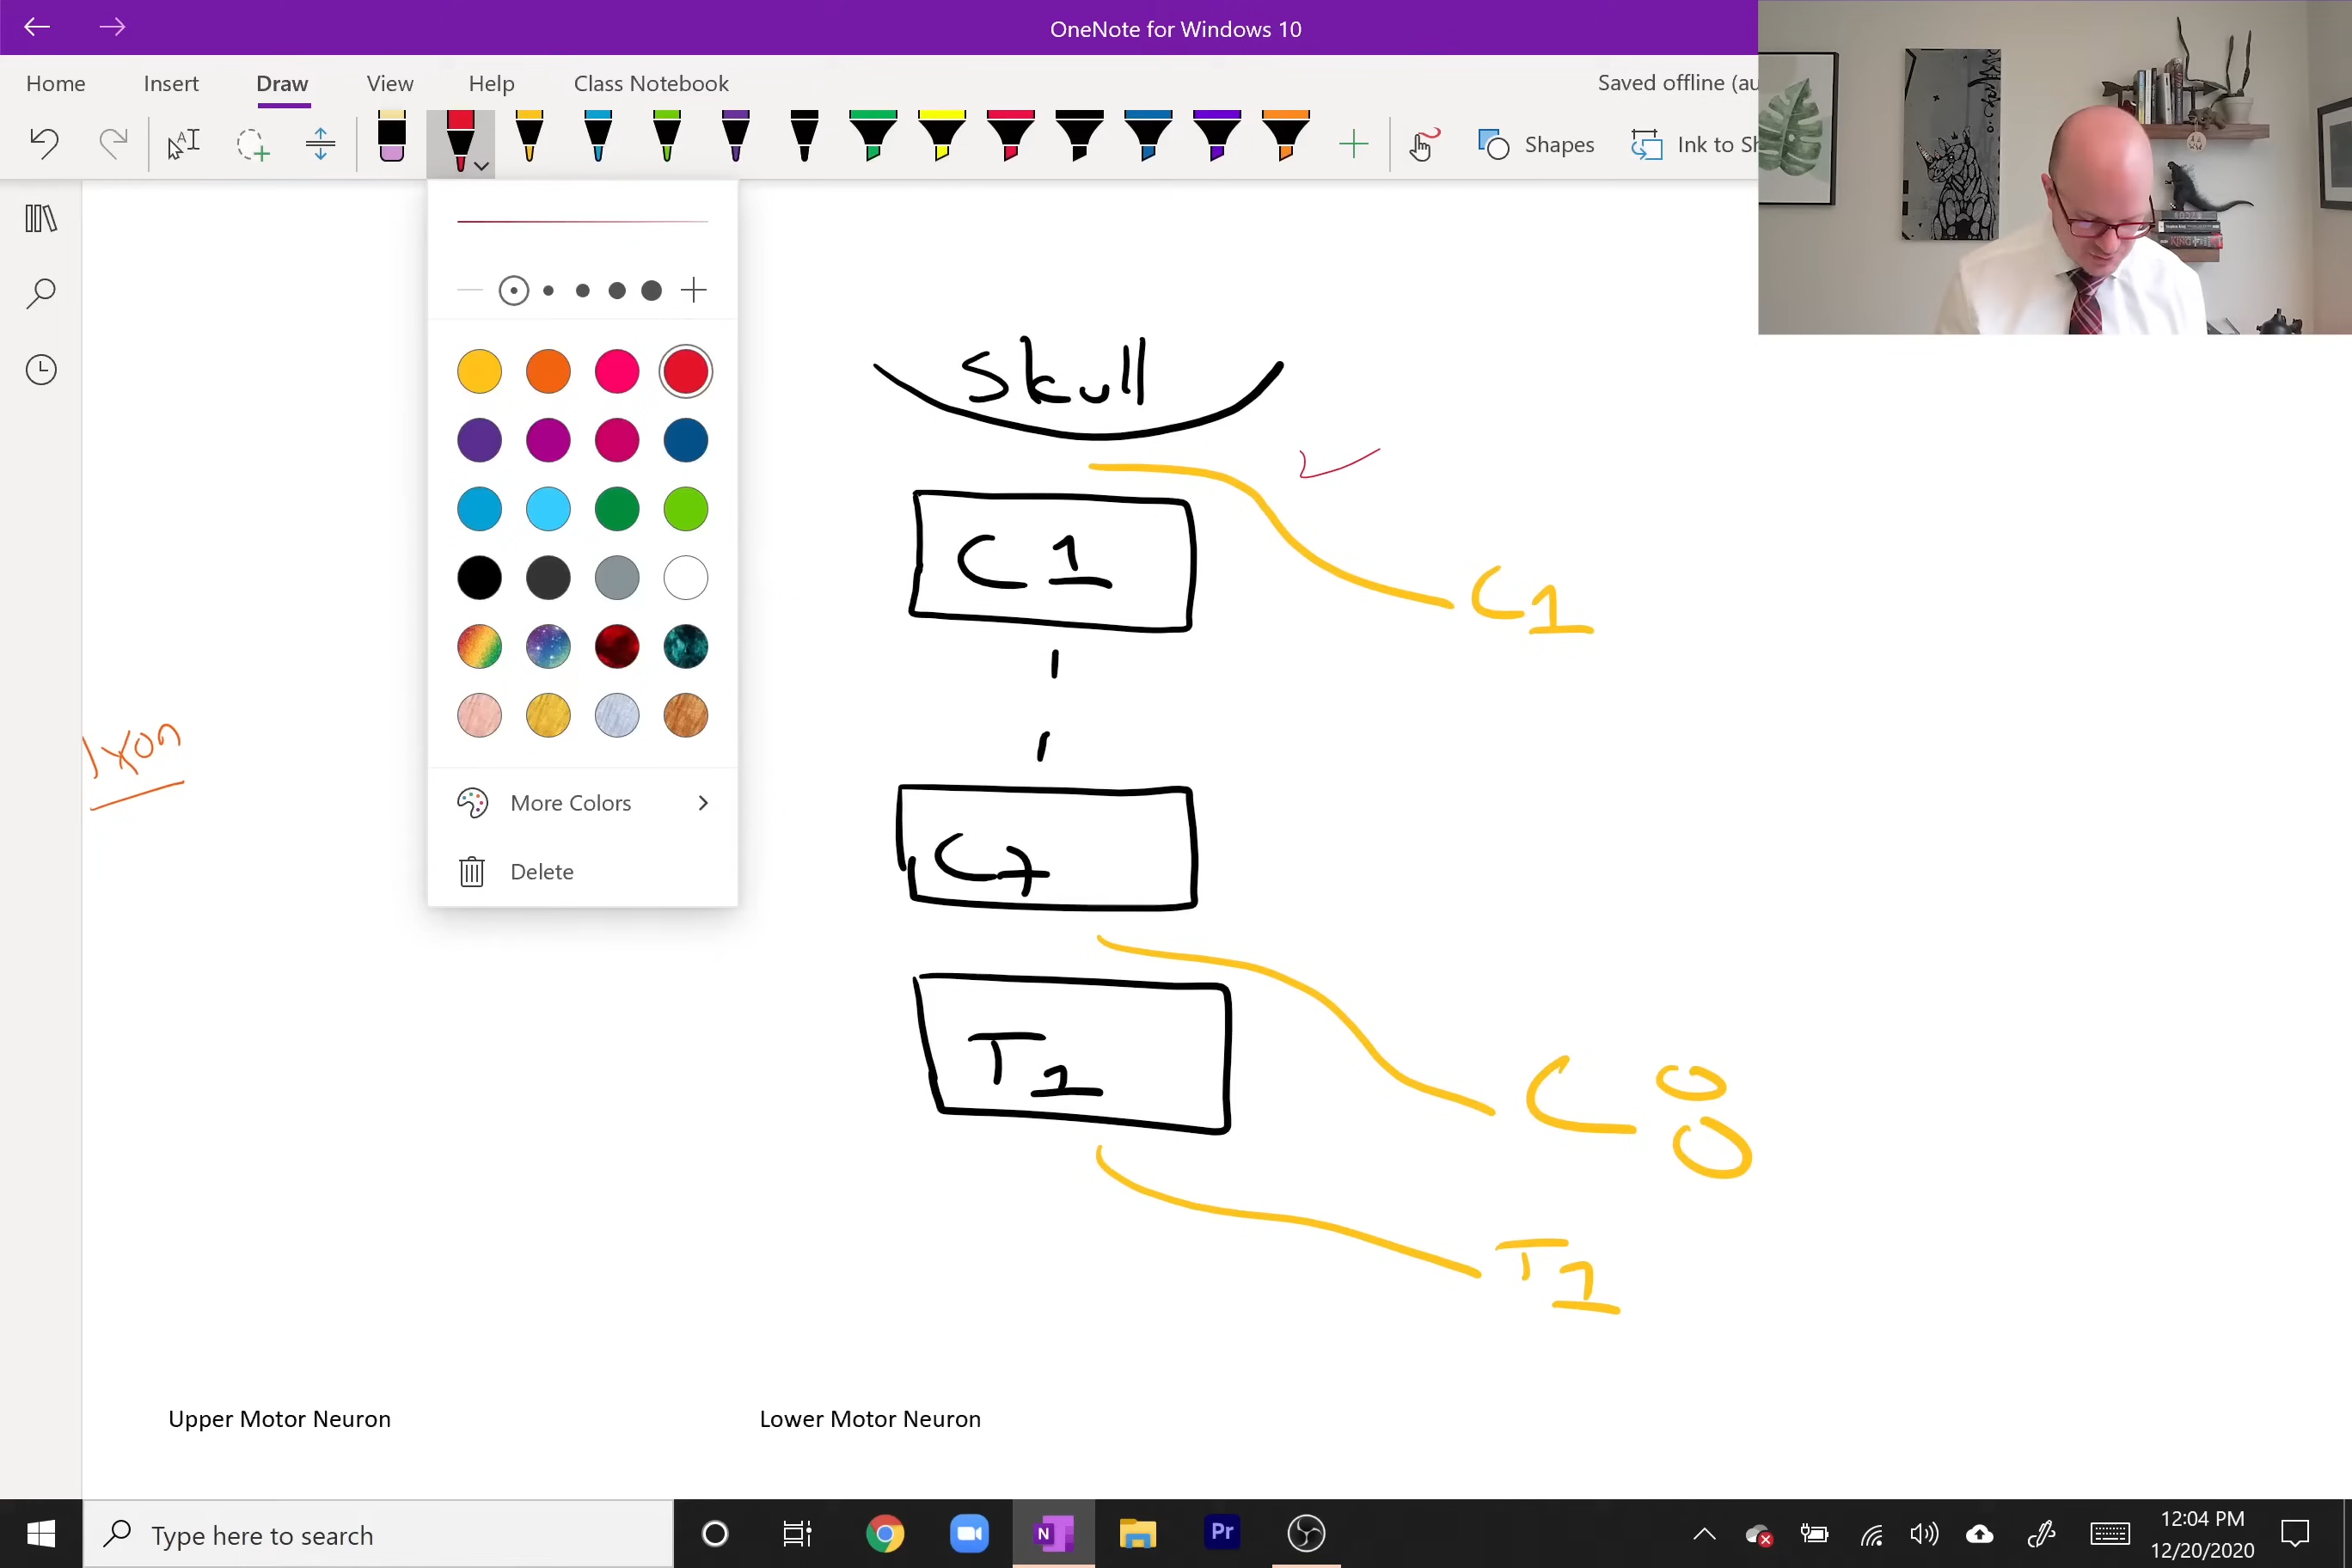 OneNote for Windows 10
Home Insert Draw View Help Class Notebook Saved offline (au
Shapes Ink to Sh
Skull
C1
C1
xon
C7
T1
C8
T1
More Colors
Delete
Upper Motor Neuron Lower Motor Neuron
Type here to search
N
Pr
12:04 PM
12/20/2020